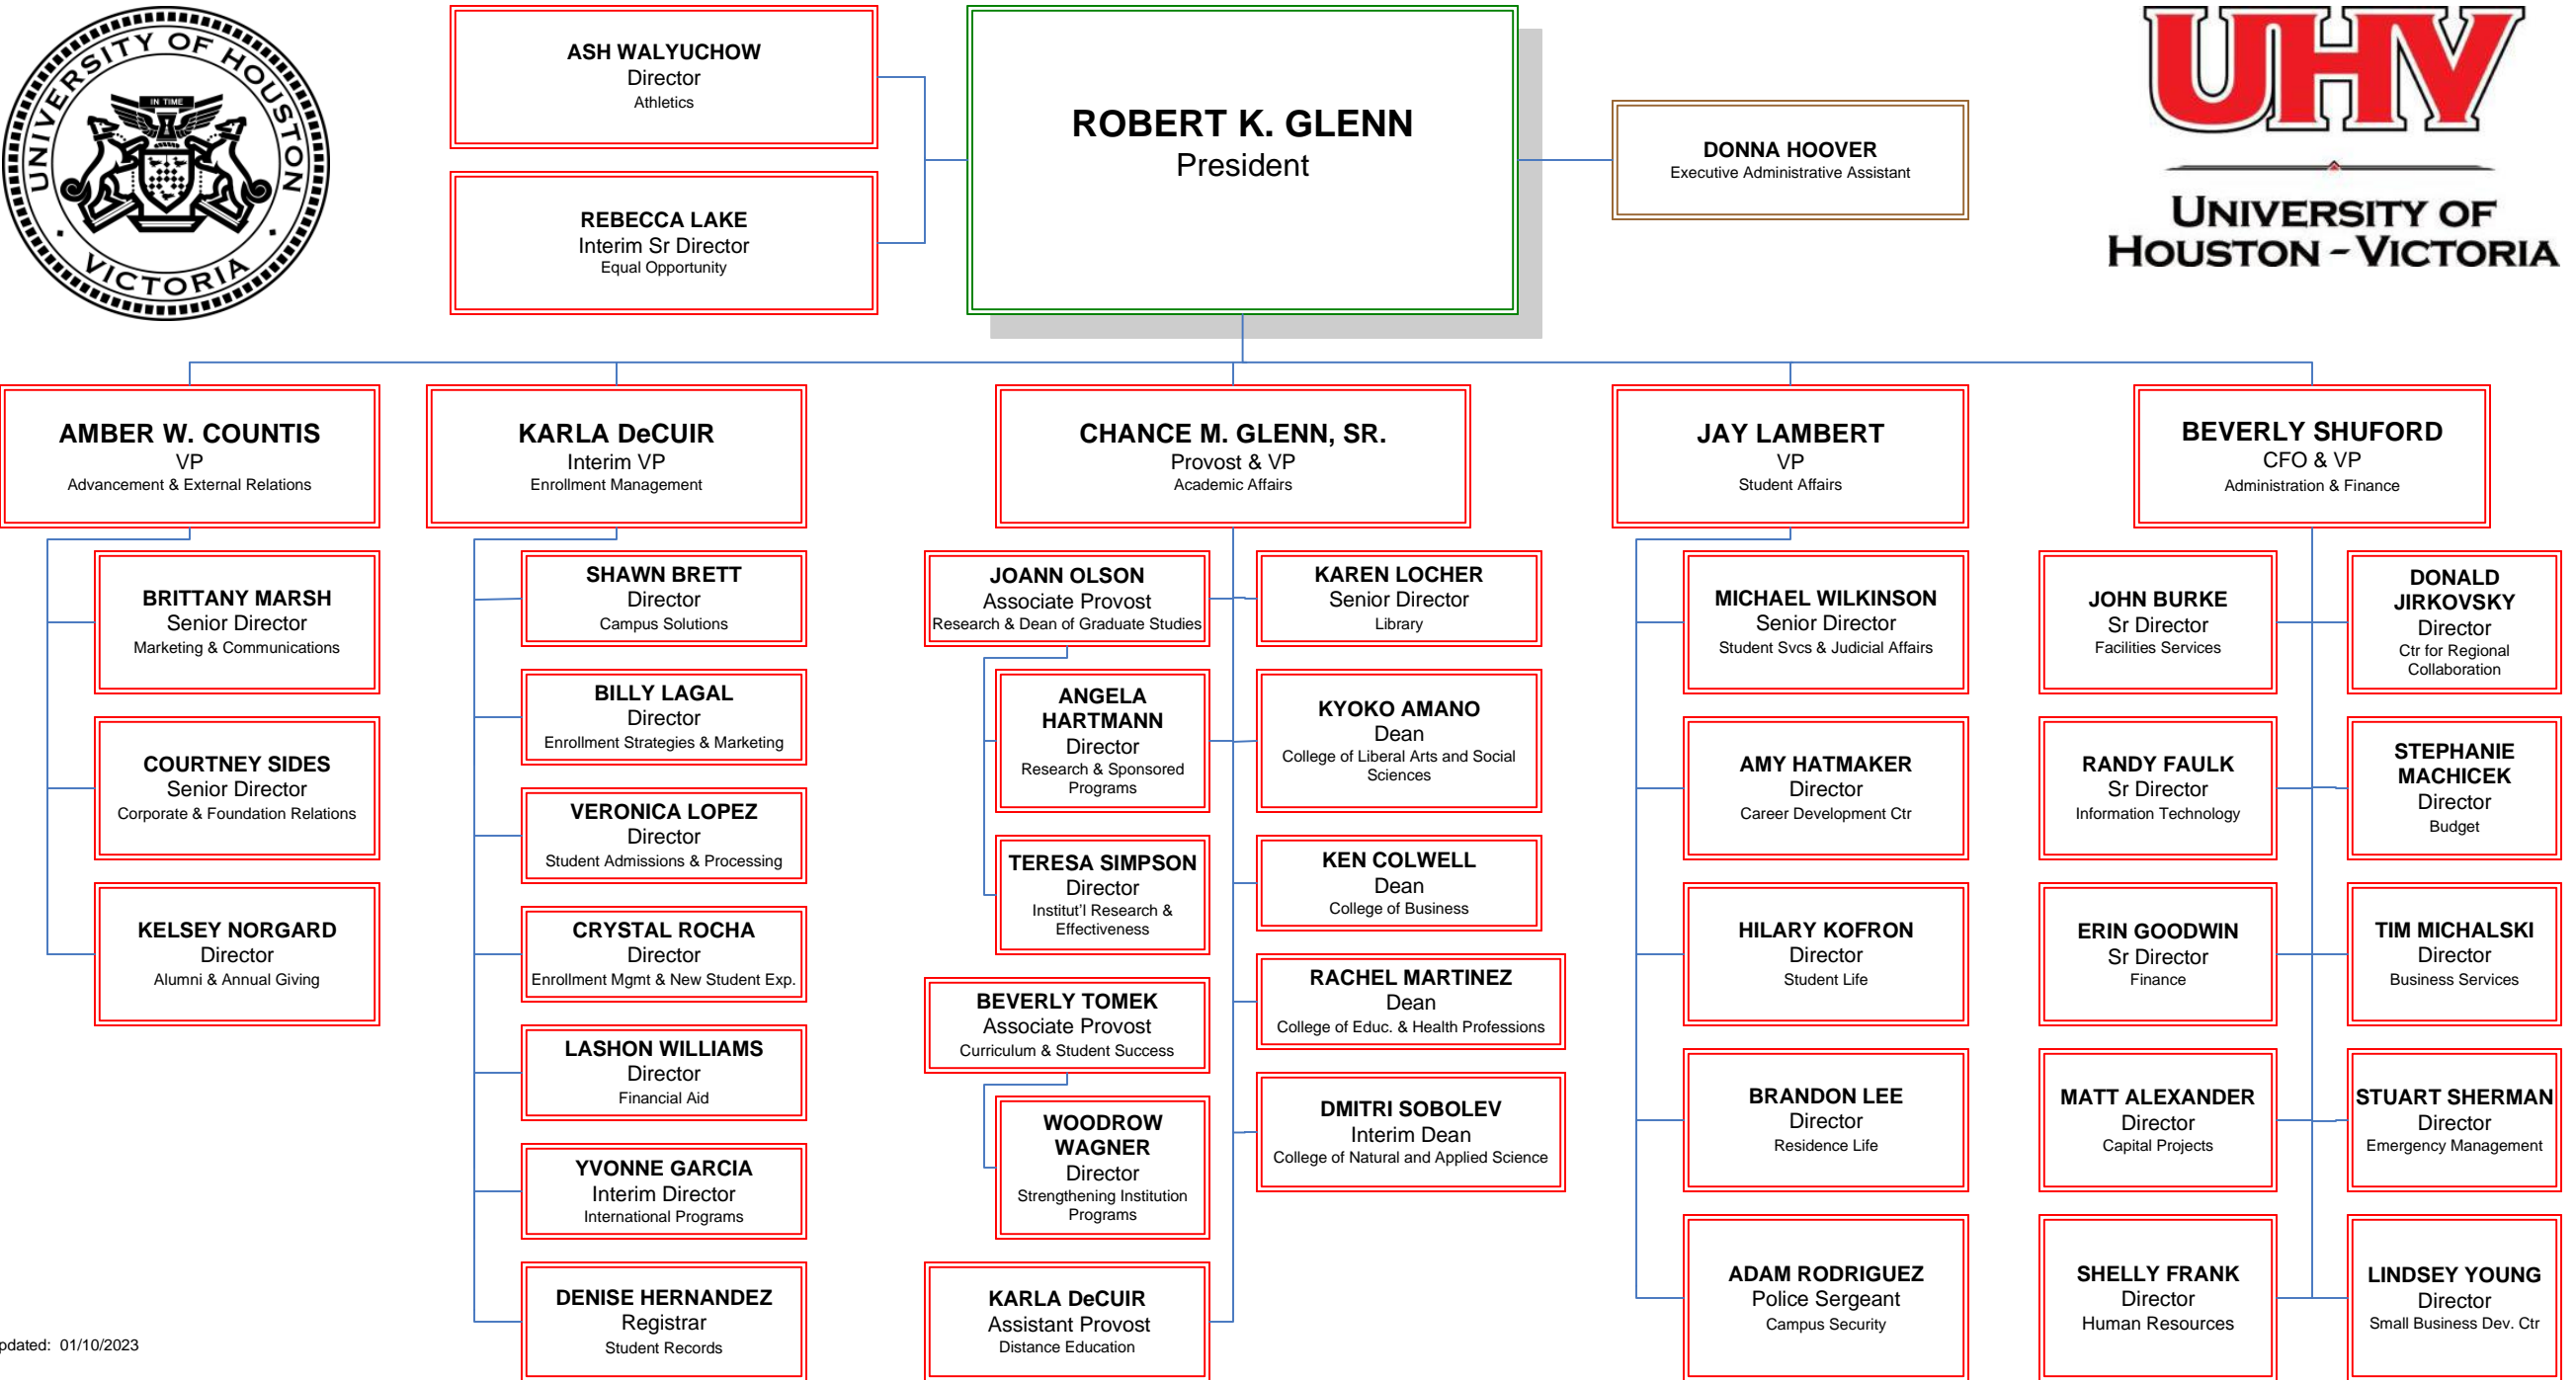 UNIVERSITY OF HOUSTON
VICTORIA
IN TIME
ASH WALYUCHOW
Director
Athletics
REBECCA LAKE
Interim Sr Director
Equal Opportunity
ROBERT K. GLENN
President
DONNA HOOVER
Executive Administrative Assistant
UHV
UNIVERSITY OF
HOUSTON - VICTORIA
AMBER W. COUNTIS
VP
Advancement & External Relations
BRITTANY MARSH
Senior Director
Marketing & Communications
COURTNEY SIDES
Senior Director
Corporate & Foundation Relations
KELSEY NORGARD
Director
Alumni & Annual Giving
KARLA DeCUIR
Interim VP
Enrollment Management
SHAWN BRETT
Director
Campus Solutions
BILLY LAGAL
Director
Enrollment Strategies & Marketing
VERONICA LOPEZ
Director
Student Admissions & Processing
CRYSTAL ROCHA
Director
Enrollment Mgmt & New Student Exp.
LASHON WILLIAMS
Director
Financial Aid
YVONNE GARCIA
Interim Director
International Programs
DENISE HERNANDEZ
Registrar
Student Records
CHANCE M. GLENN, SR.
Provost & VP
Academic Affairs
JOANN OLSON
Associate Provost
Research & Dean of Graduate Studies
ANGELA
HARTMANN
Director
Research & Sponsored
Programs
TERESA SIMPSON
Director
Institut'l Research &
Effectiveness
BEVERLY TOMEK
Associate Provost
Curriculum & Student Success
WOODROW
WAGNER
Director
Strengthening Institution
Programs
KARLA DeCUIR
Assistant Provost
Distance Education
KAREN LOCHER
Senior Director
Library
KYOKO AMANO
Dean
College of Liberal Arts and Social
Sciences
KEN COLWELL
Dean
College of Business
RACHEL MARTINEZ
Dean
College of Educ. & Health Professions
DMITRI SOBOLEV
Interim Dean
College of Natural and Applied Science
JAY LAMBERT
VP
Student Affairs
MICHAEL WILKINSON
Senior Director
Student Svcs & Judicial Affairs
AMY HATMAKER
Director
Career Development Ctr
HILARY KOFRON
Director
Student Life
BRANDON LEE
Director
Residence Life
ADAM RODRIGUEZ
Police Sergeant
Campus Security
BEVERLY SHUFORD
CFO & VP
Administration & Finance
JOHN BURKE
Sr Director
Facilities Services
RANDY FAULK
Sr Director
Information Technology
ERIN GOODWIN
Sr Director
Finance
MATT ALEXANDER
Director
Capital Projects
SHELLY FRANK
Director
Human Resources
DONALD
JIRKOVSKY
Director
Ctr for Regional
Collaboration
STEPHANIE
MACHICEK
Director
Budget
TIM MICHALSKI
Director
Business Services
STUART SHERMAN
Director
Emergency Management
LINDSEY YOUNG
Director
Small Business Dev. Ctr
pdated: 01/10/2023